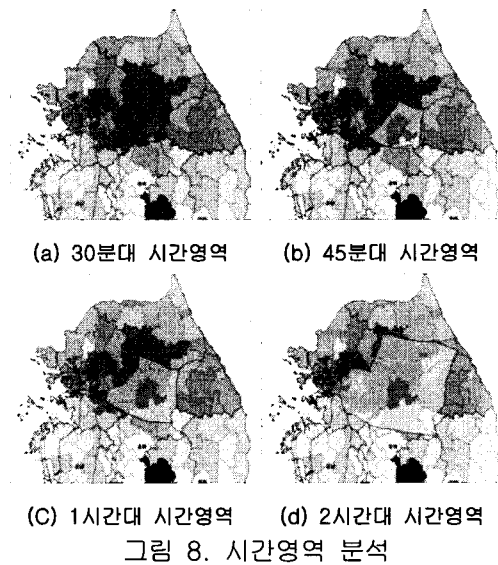 (a) 30분대 시간영역
(b) 45분대 시간영역
(C) 1시간대 시간영역
(d) 2시간대 시간영역
그림 8. 시간영역 분석